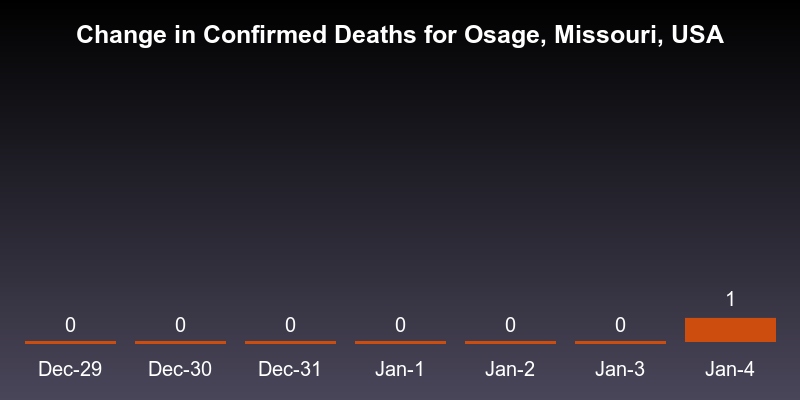 Change in Confirmed Deaths for Osage, Missouri, USA
1
0 0 0 0 0 0
Dec-29 Dec-30 Dec-31 Jan-1 Jan-2 Jan-3 Jan-4